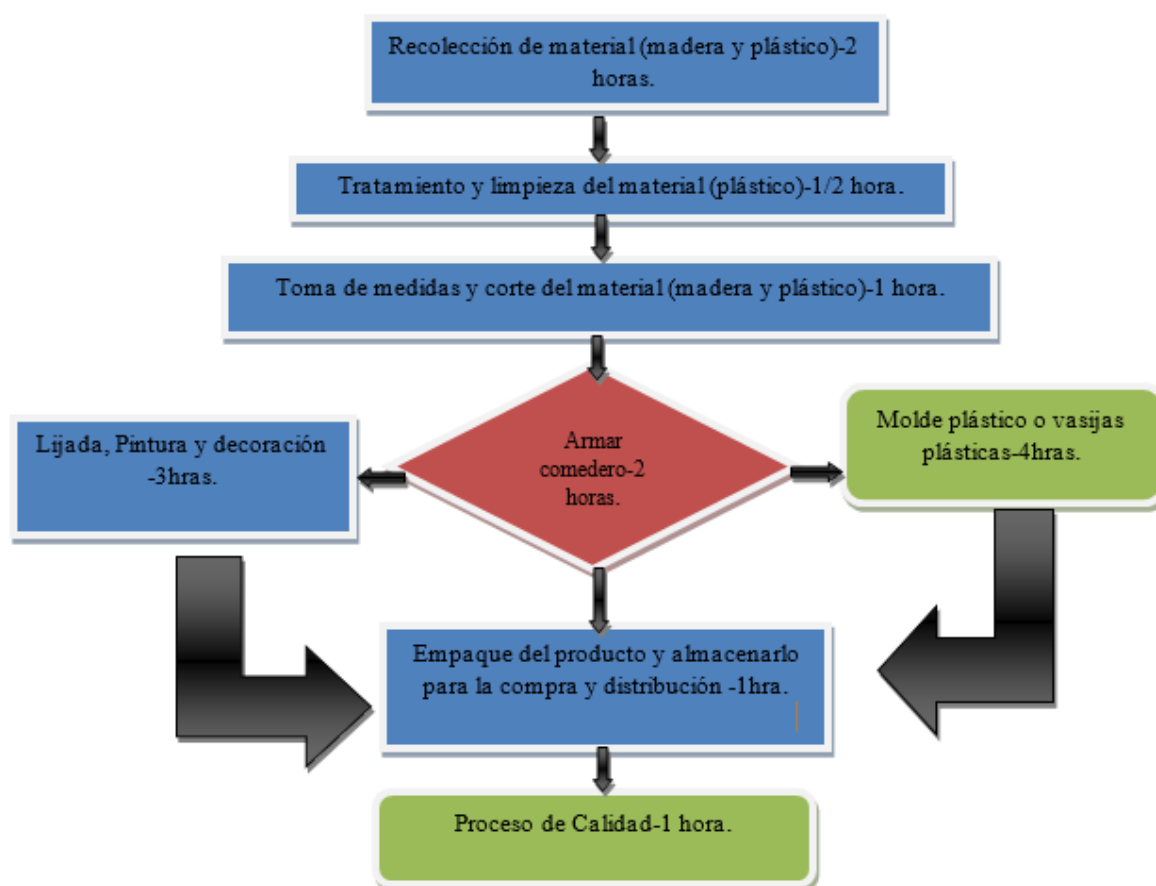 Recolección de material (madera y plástico)-2
horas.
Tratamiento y limpieza del material (plástico)-1/2 hora.
Toma de medidas y corte del material (madera y plástico)-1 hora.
Lijada, Pintura y decoración
-3hras.
Armar
comedero-2
horas.
Molde plástico o vasijas
plásticas-4hras.
Empaque del producto y almacenarlo
para la compra y distribución -1hra.
Proceso de Calidad-1 hora.